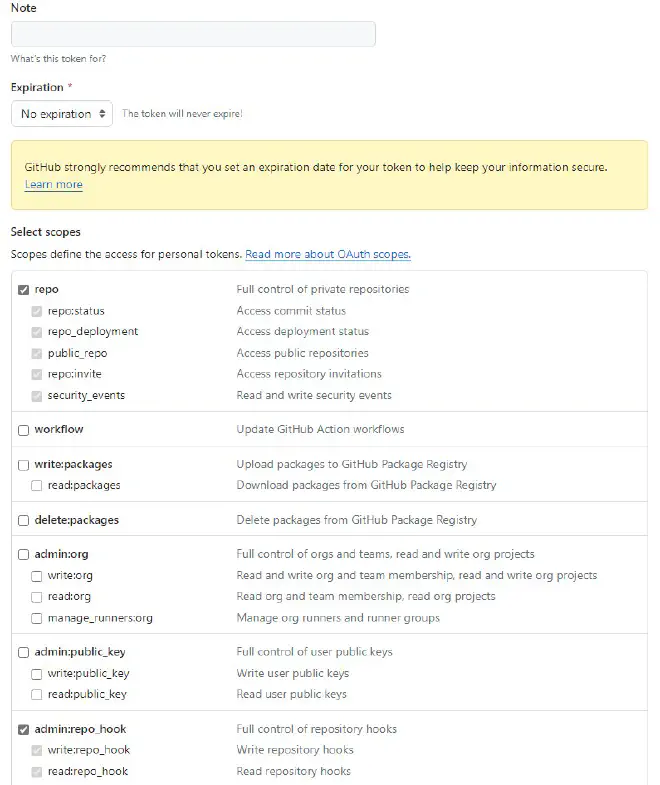 Note
What's this token for?
Expiration *
No expiration The token will never expire!
GitHub strongly recommends that you set an expiration date for your token to help keep your information secure.
Learn more
Select scopes
Scopes define the access for personal tokens. Read more about OAuth scopes.
repo Full control of private repositories
repo:status Access commit status
repo_deployment Access deployment status
public_repo Access public repositories
repo:invite Access repository invitations
security_events Read and write security events
workflow Update GitHub Action workflows
write:packages Upload packages to GitHub Package Registry
read:packages Download packages from GitHub Package Registry
delete:packages Delete packages from GitHub Package Registry
admin:org Full control of orgs and teams, read and write org projects
write:org Read and write org and team membership, read and write org projects
read:org Read org and team membership, read org projects
manage_runners:org Manage org runners and runner groups
admin:public_key Full control of user public keys
write:public_key Write user public keys
read:public_key Read user public keys
admin:repo_hook Full control of repository hooks
write:repo_hook Write repository hooks
read:repo_hook Read repository hooks